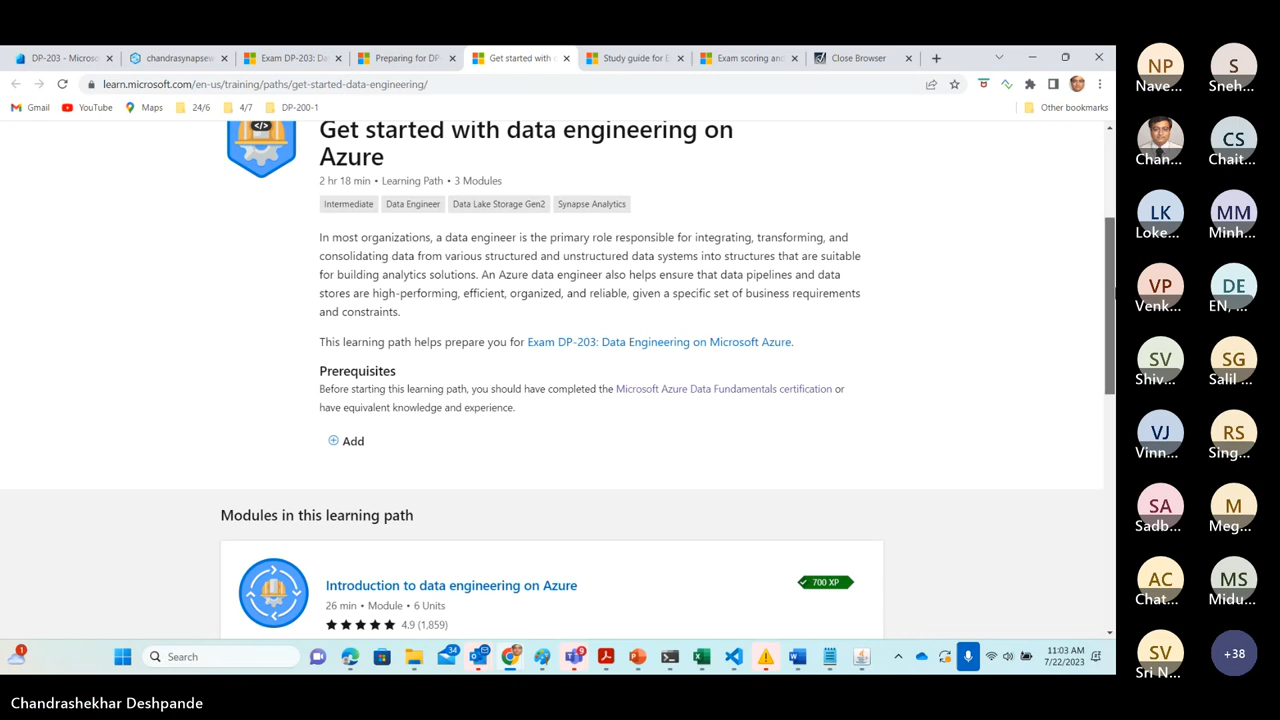 DP-203 - Microso
chandrasynapsew
Exam DP-203: Da
Preparing for DP-
Get started with d
Study guide for E
Exam scoring and
Close Browser
learn.microsoft.com/en-us/training/paths/get-started-data-engineering/
Gmail
YouTube
Maps
24/6
4/7
DP-200-1
Other bookmarks
Get started with data engineering on
Azure
2 hr 18 min • Learning Path • 3 Modules
Intermediate
Data Engineer
Data Lake Storage Gen2
Synapse Analytics
In most organizations, a data engineer is the primary role responsible for integrating, transforming, and
consolidating data from various structured and unstructured data systems into structures that are suitable
for building analytics solutions. An Azure data engineer also helps ensure that data pipelines and data
stores are high-performing, efficient, organized, and reliable, given a specific set of business requirements
and constraints.
This learning path helps prepare you for Exam DP-203: Data Engineering on Microsoft Azure.
Prerequisites
Before starting this learning path, you should have completed the Microsoft Azure Data Fundamentals certification or
have equivalent knowledge and experience.
Add
Modules in this learning path
Introduction to data engineering on Azure
700 XP
26 min • Module • 6 Units
4.9 (1,859)
1
Search
34
9
11:03 AM
7/22/2023
NP
Nave...
S
Sneh...
Chan...
CS
Chait...
LK
Loke...
MM
Minh...
VP
Venk...
DE
EN, ...
SV
Shiv...
SG
Salil ...
VJ
Vinn...
RS
Sing...
SA
Sadb...
M
Meg...
AC
Chat...
MS
Midu...
SV
Sri N...
+38
Chandrashekhar Deshpande